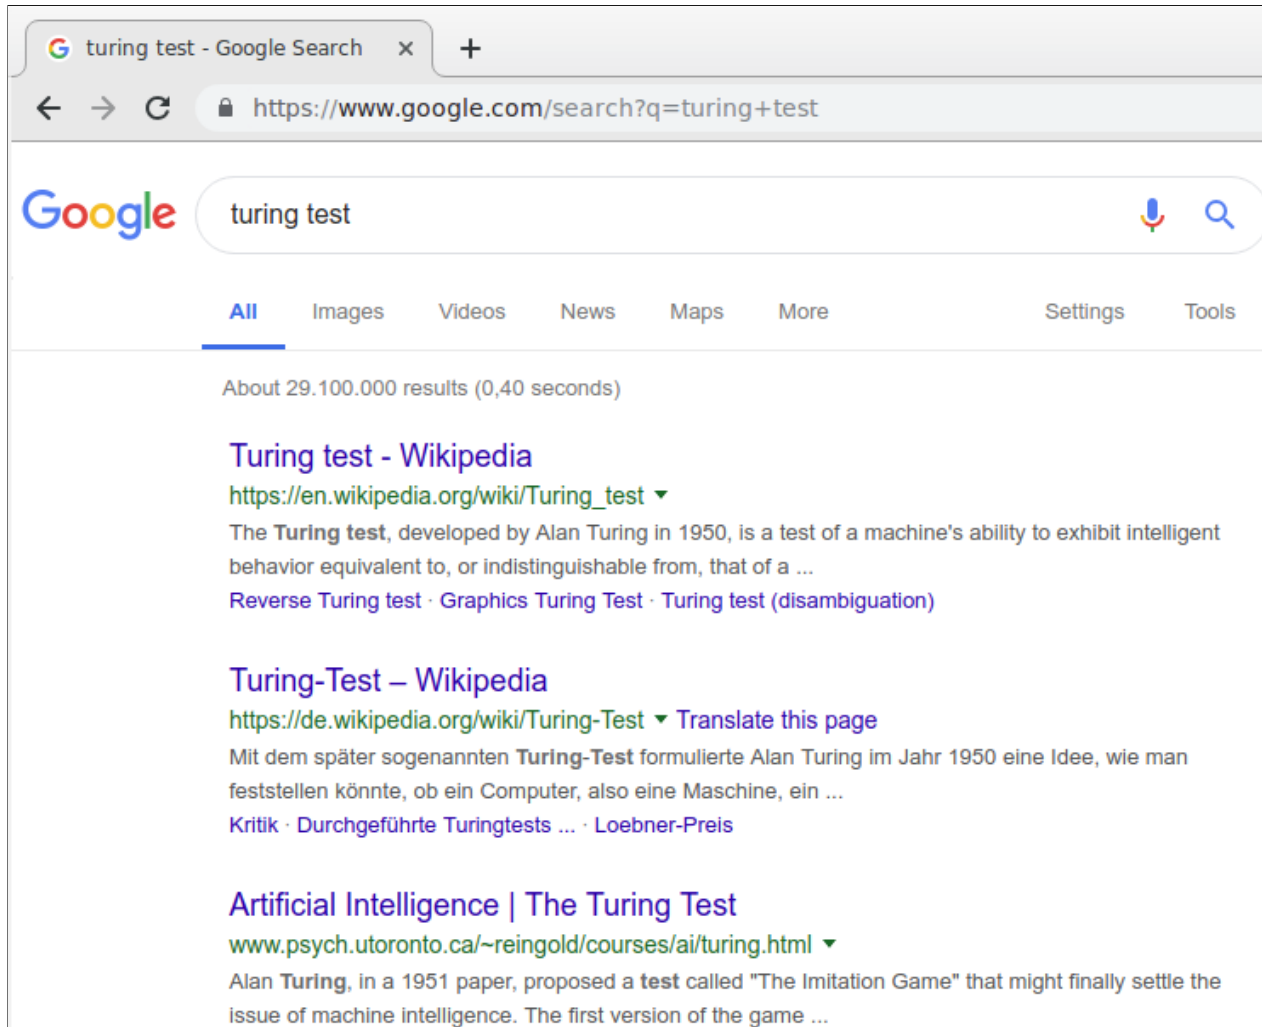 turing test - Google Search
https://www.google.com/search?q=turing+test
Google
turing test
All Images Videos News Maps More Settings Tools
About 29.100.000 results (0,40 seconds)
Turing test - Wikipedia
https://en.wikipedia.org/wiki/Turing_test
The Turing test, developed by Alan Turing in 1950, is a test of a machine's ability to exhibit intelligent
behavior equivalent to, or indistinguishable from, that of a ...
Reverse Turing test · Graphics Turing Test · Turing test (disambiguation)
Turing-Test – Wikipedia
https://de.wikipedia.org/wiki/Turing-Test Translate this page
Mit dem später sogenannten Turing-Test formulierte Alan Turing im Jahr 1950 eine Idee, wie man
feststellen könnte, ob ein Computer, also eine Maschine, ein ...
Kritik · Durchgeführte Turingtests ... · Loebner-Preis
Artificial Intelligence | The Turing Test
www.psych.utoronto.ca/~reingold/courses/ai/turing.html
Alan Turing, in a 1951 paper, proposed a test called "The Imitation Game" that might finally settle the
issue of machine intelligence. The first version of the game ...